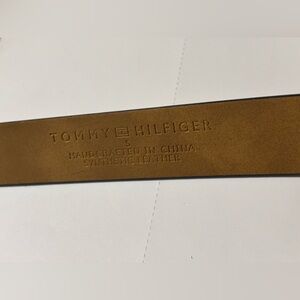 TOMMY HILFIGER
S
HANDCRAFTED IN CHINA
SYNTHETIC LEATHER